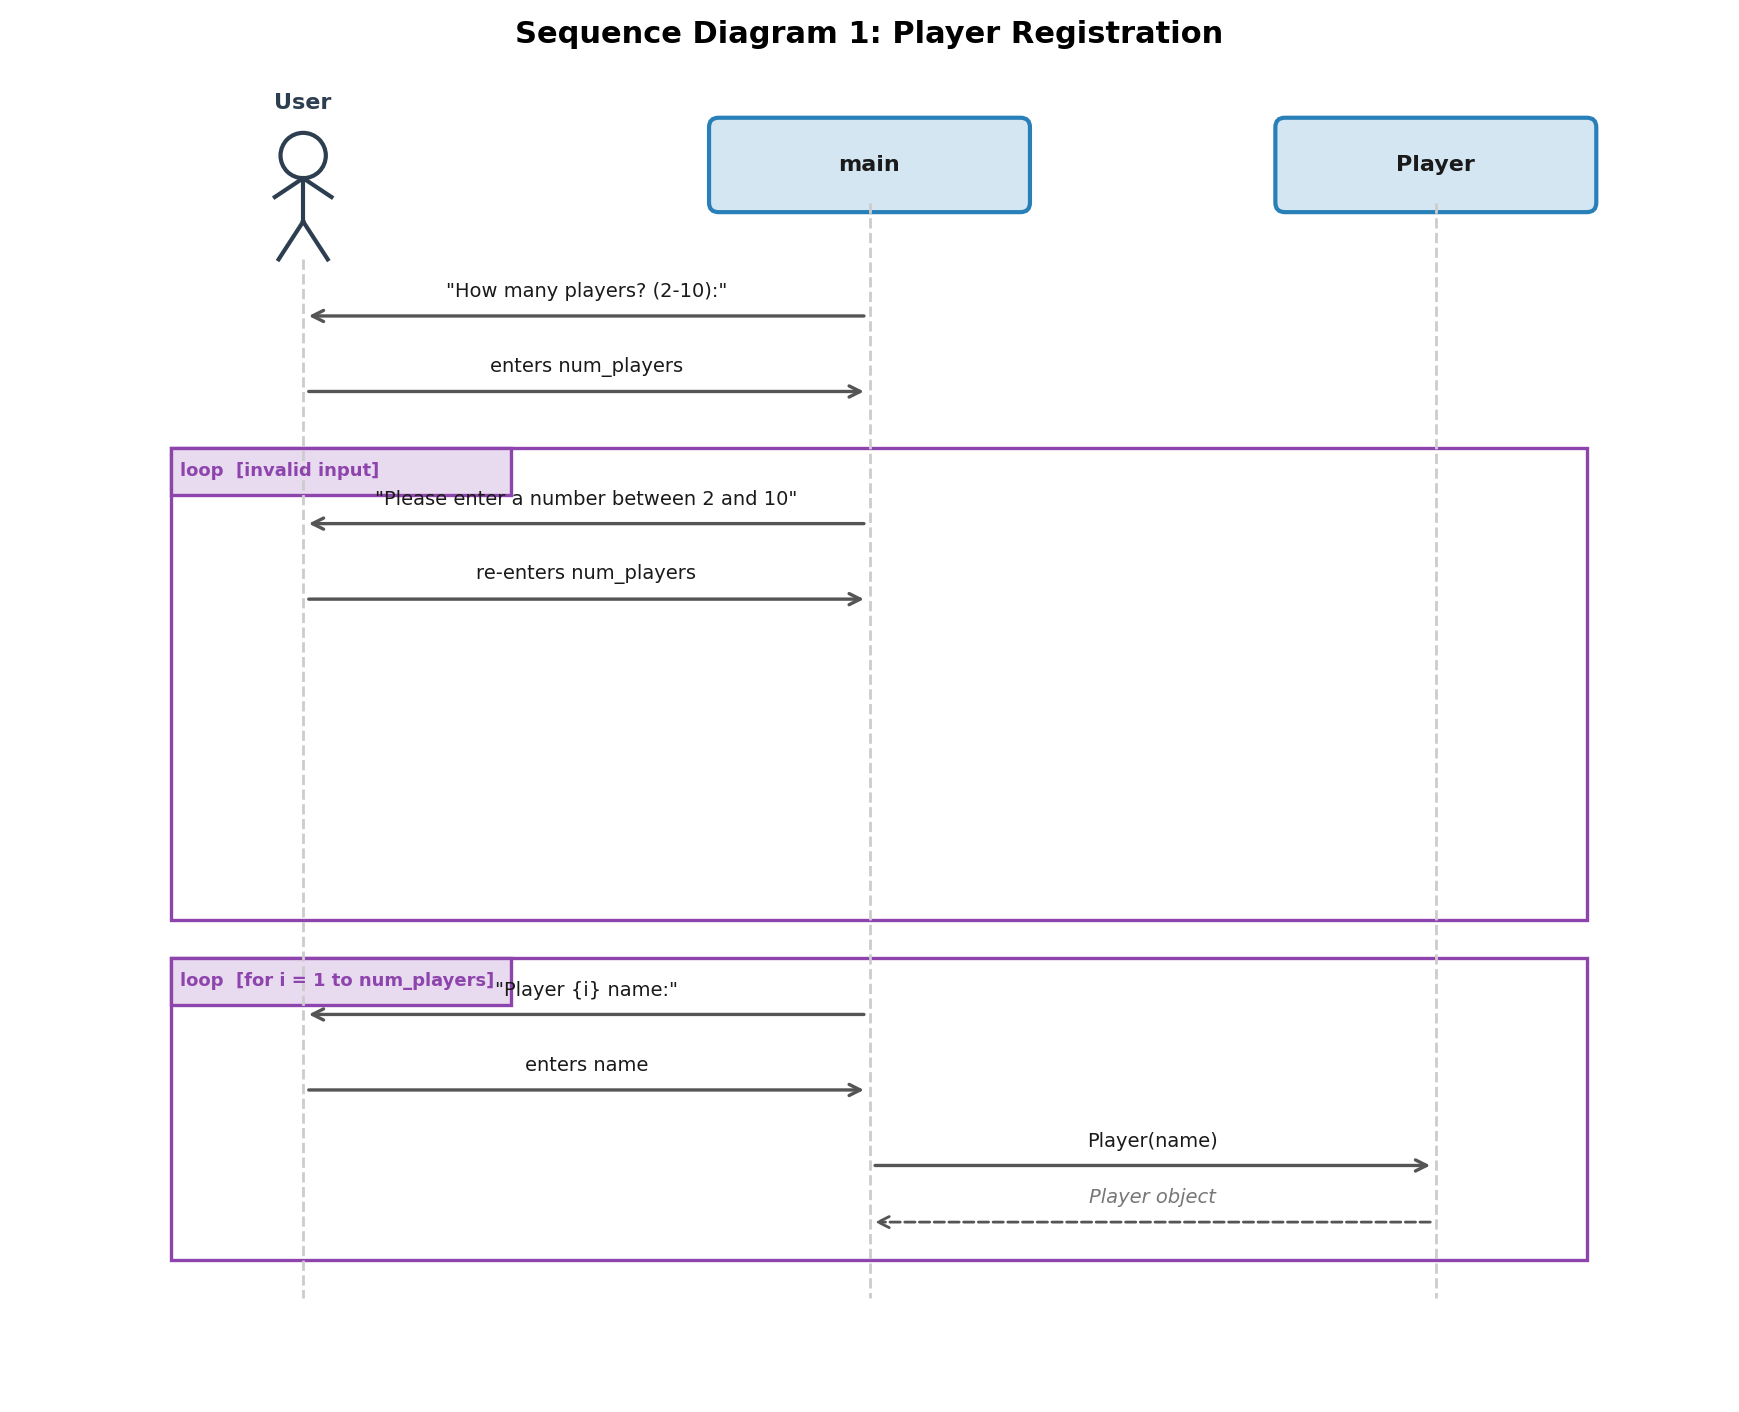 Sequence Diagram 1: Player Registration
User
main
Player
"How many players? (2-10):"
enters num_players
loop  [invalid input]
"Please enter a number between 2 and 10"
re-enters num_players
loop  [for i = 1 to num_players]
"Player {i} name:"
enters name
Player(name)
Player object